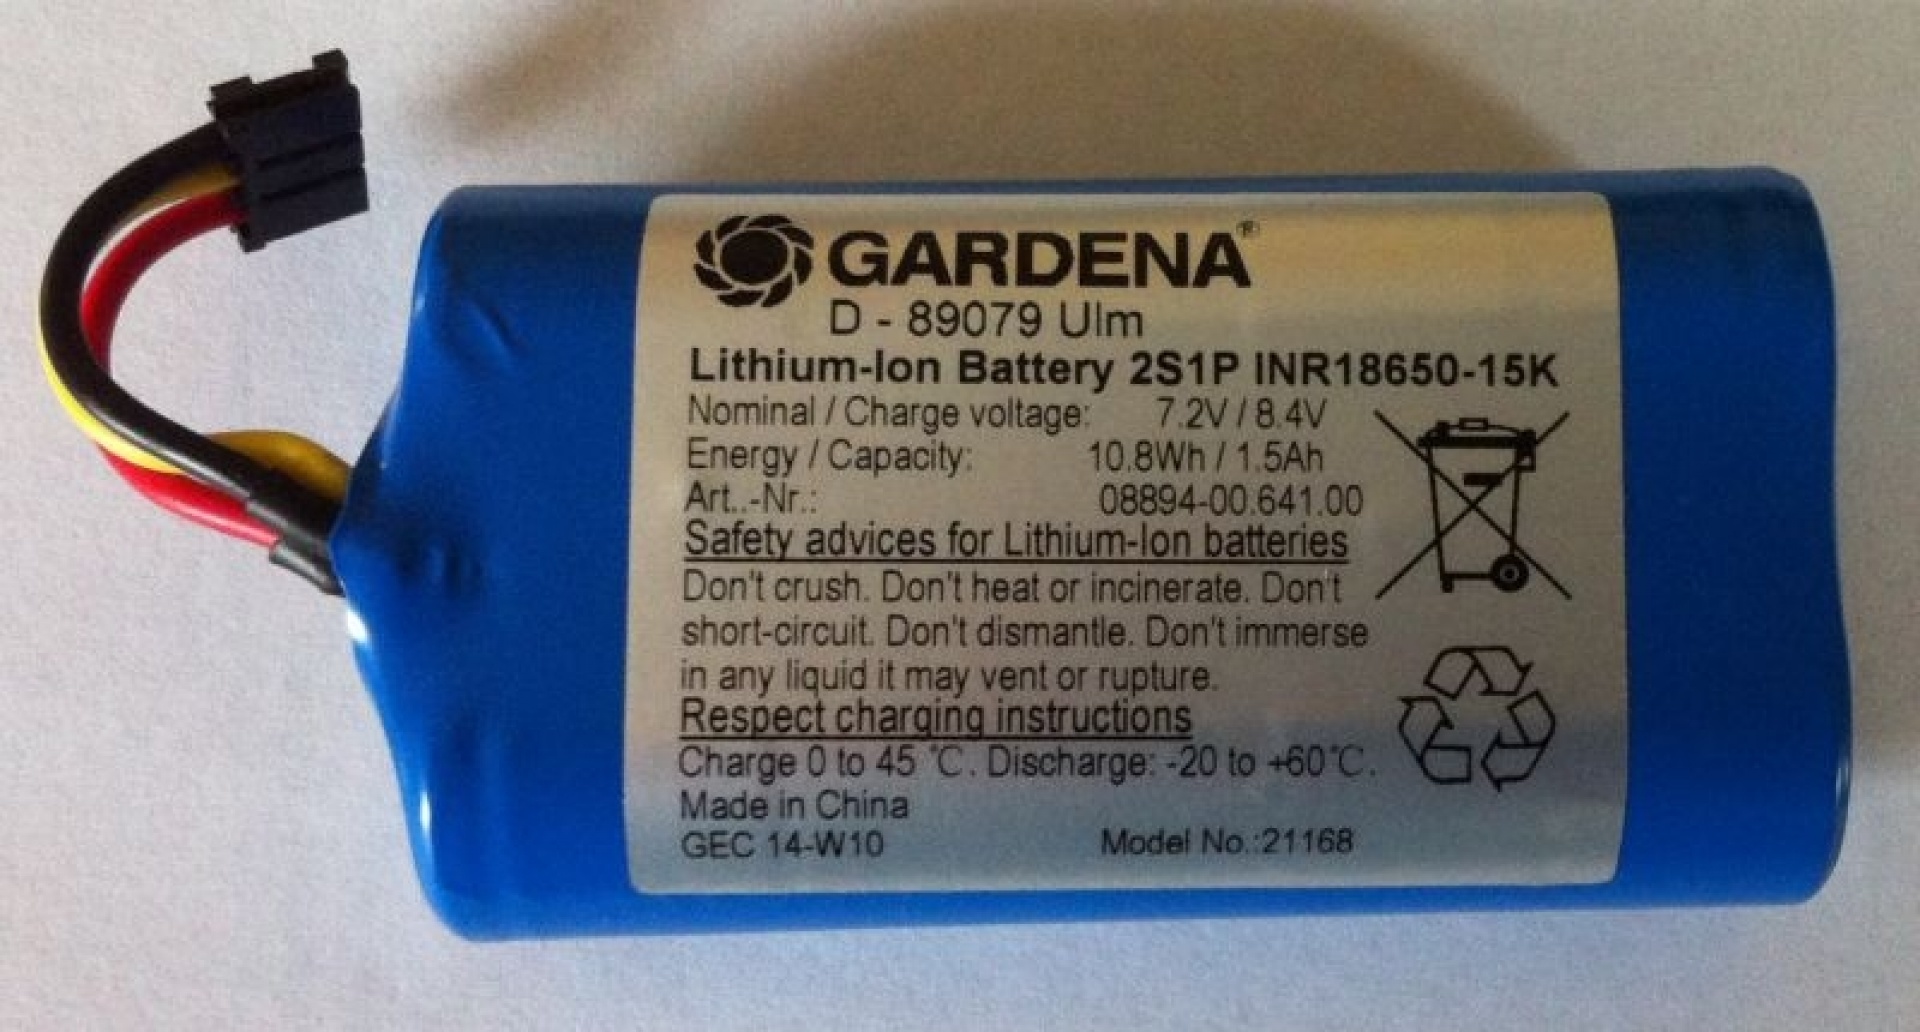 GARDENA®
D - 89079 Ulm
Lithium-Ion Battery 2S1P INR18650-15K
Nominal / Charge voltage: 7.2V / 8.4V
Energy / Capacity: 10.8Wh / 1.5Ah
Art..-Nr.: 08894-00.641.00
Safety advices for Lithium-Ion batteries
Don't crush. Don't heat or incinerate. Don't
short-circuit. Don't dismantle. Don't immerse
in any liquid it may vent or rupture.
Respect charging instructions
Charge 0 to 45 ℃. Discharge: -20 to +60℃.
Made in China
GEC 14-W10 Model No.:21168